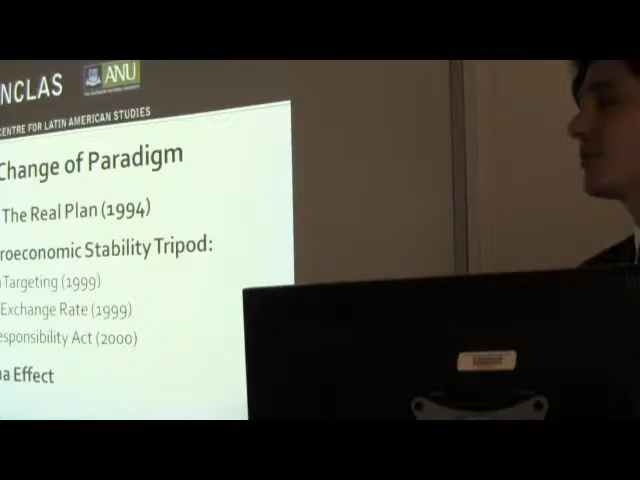 NCLAS
ANU
CENTRE FOR LATIN AMERICAN STUDIES
Change of Paradigm
The Real Plan (1994)
roeconomic Stability Tripod:
Targeting (1999)
Exchange Rate (1999)
esponsibility Act (2000)
na Effect